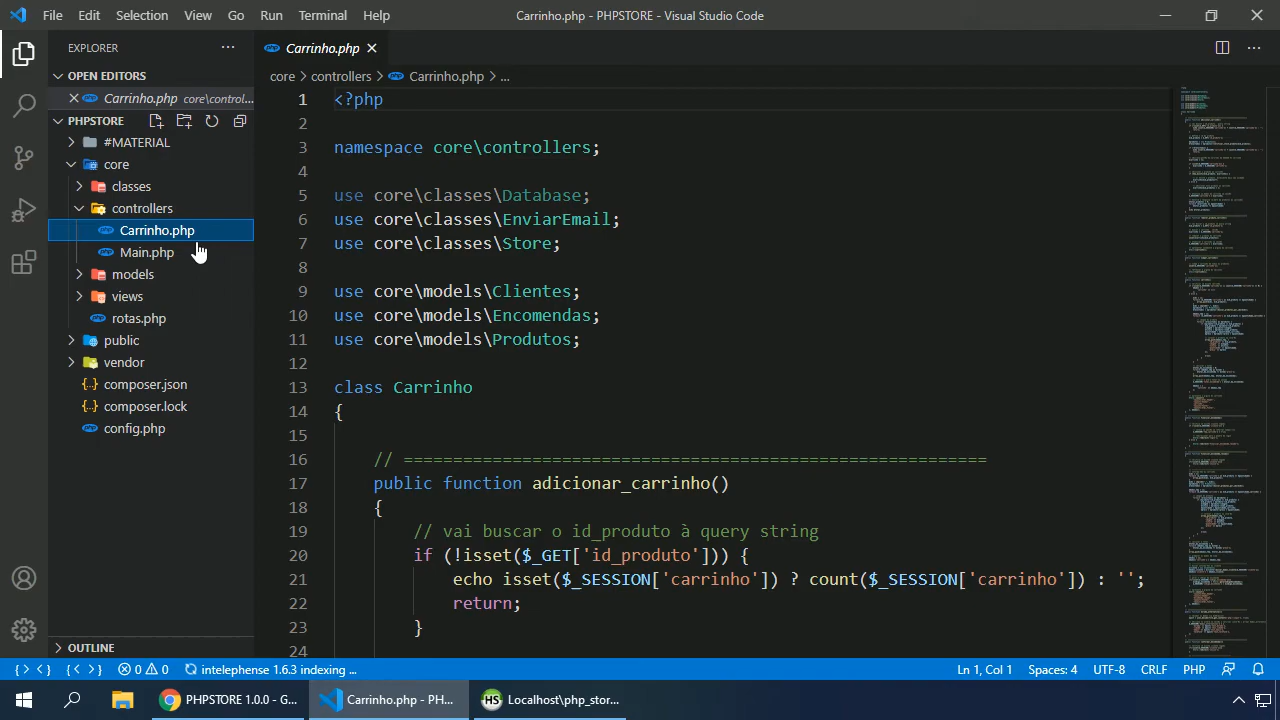 File Edit Selection View Go Run Terminal Help
Carrinho.php - PHPSTORE - Visual Studio Code
EXPLORER
OPEN EDITORS
Carrinho.php core\control...
PHPSTORE
#MATERIAL
core
classes
controllers
Carrinho.php
Main.php
models
views
rotas.php
public
vendor
composer.json
composer.lock
config.php
OUTLINE
Carrinho.php
core > controllers > Carrinho.php > ...
1 <?php
2
3 namespace core\controllers;
4
5 use core\classes\Database;
6 use core\classes\EnviarEmail;
7 use core\classes\Store;
8
9 use core\models\Clientes;
10 use core\models\Encomendas;
11 use core\models\Produtos;
12
13 class Carrinho
14 {
15
16 // ===========================================================
17 public function adicionar_carrinho()
18 {
19 // vai buscar o id_produto à query string
20 if (!isset($_GET['id_produto'])) {
21 echo isset($_SESSION['carrinho']) ? count($_SESSION['carrinho']) : '';
22 return;
23 }
24
{ } < > { < > } 0 0 intelephense 1.6.3 indexing ...
Ln 1, Col 1 Spaces: 4 UTF-8 CRLF PHP
PHPSTORE 1.0.0 - G...
Carrinho.php - PH...
HS Localhost\php_stor...